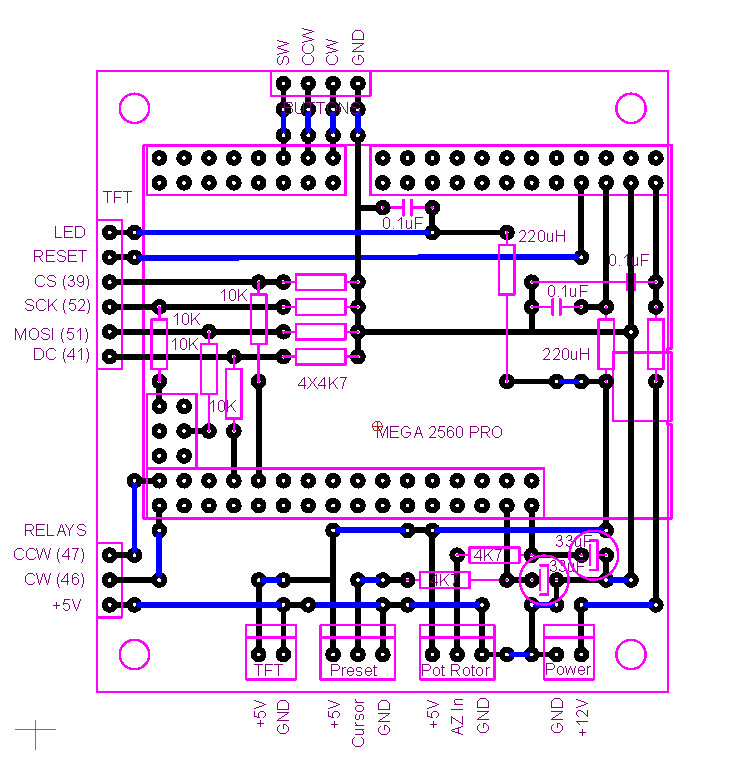 SW
CCW
CW
GND
BUTTON
TFT
0.1uF
LED
220uH
RESET
0.1uF
CS (39)
10K
0.1uF
SCK (52)
10K
MOSI (51)
10K
DC (41)
220uH
4X4K7
10K
MEGA 2560 PRO
RELAYS
33uF
CCW (47)
4K7
33uF
CW (46)
4K7
+5V
TFT
Preset
Pot Rotor
Power
+5V
GND
+5V
Cursor
GND
+5V
AZ In
GND
GND
+12V